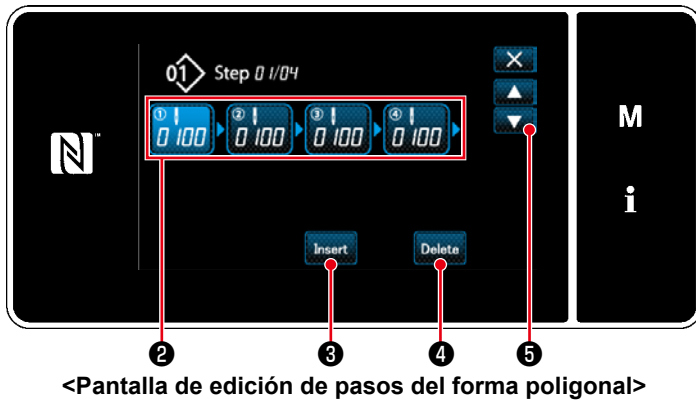 01 Step 01/04
① 0100 ② 0100 ③ 0100 ④ 0100
M
N™
i
Insert Delete
❷ ❸ ❹ ❺
<Pantalla de edición de pasos del forma poligonal>